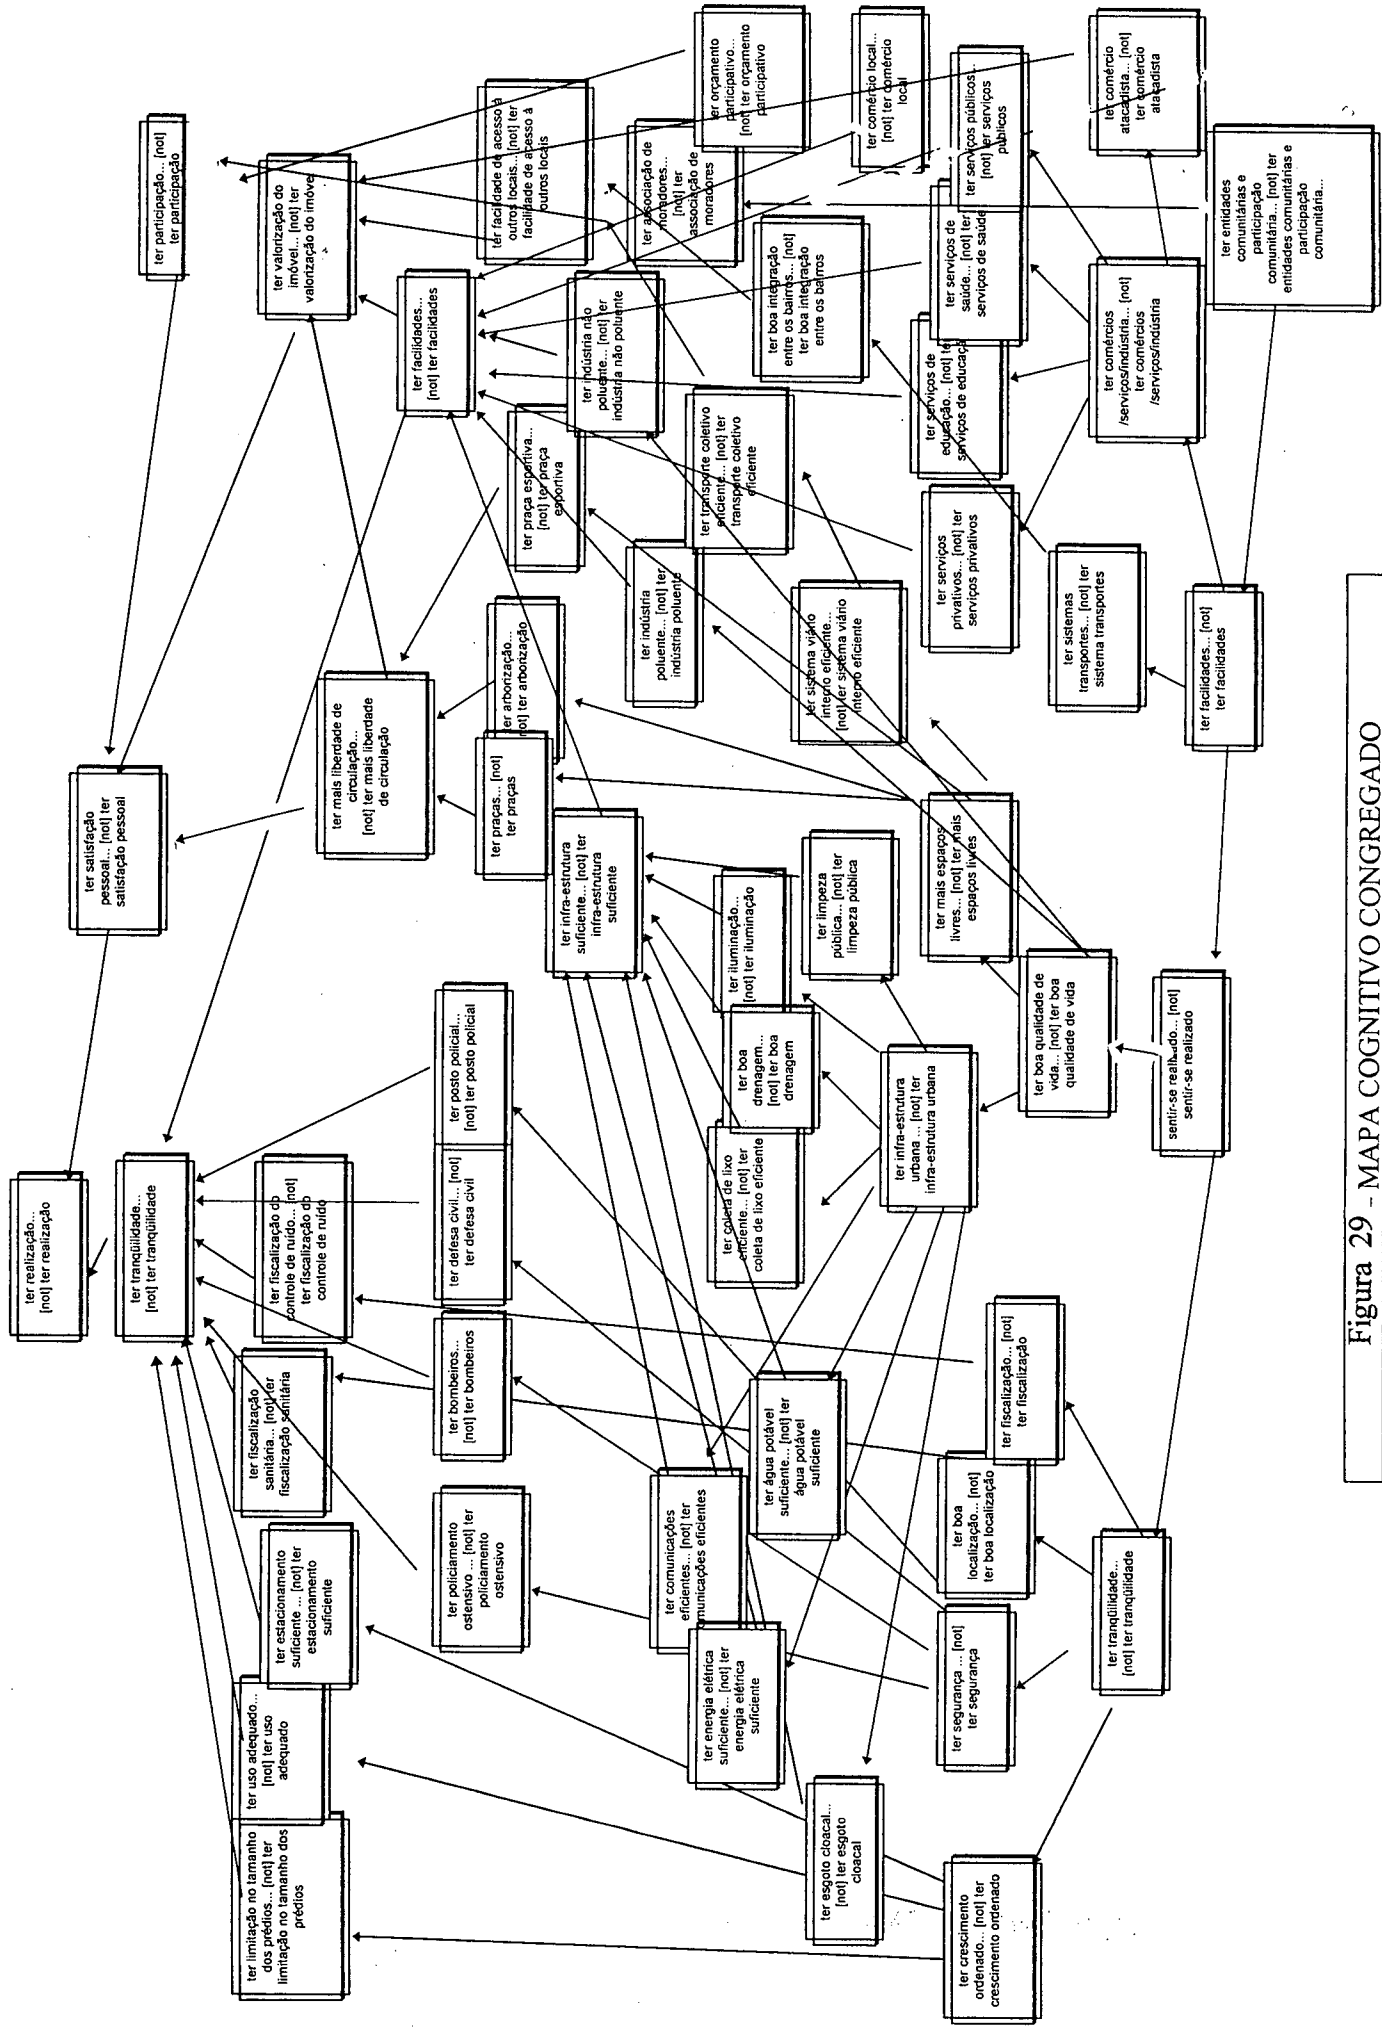 ter realização...
[not] ter realização
ter tranqüilidade...
[not] ter tranqüilidade
ter satisfação
pessoal... [not] ter
satisfação pessoal
ter participação... [not]
ter participação
ter valorização do
imóvel... [not] ter
valorização do imóvel
ter limitação no tamanho
dos prédios... [not] ter
limitação no tamanho dos
prédios
ter uso adequado...
[not] ter uso
adequado
ter estacionamento
suficiente ... [not] ter
estacionamento
suficiente
ter fiscalização
sanitária... [not] ter
fiscalização sanitária
ter fiscalização do
controle de ruído... [not]
ter fiscalização do
controle de ruído
ter mais liberdade de
circulação...
[not] ter mais liberdade
de circulação
ter facilidades...
[not] ter facilidades
ter policiamento
ostensivo ... [not] ter
policiamento
ostensivo
ter bombeiros...
[not] ter bombeiros
ter defesa civil... [not]
ter defesa civil
ter posto policial...
[not] ter posto policial
ter praças... [not]
ter praças
ter arborização...
not] ter arborização
ter praça esportiva...
[not] ter praça
esportiva
ter facilidade de acesso à
outros locais...[not] ter
facilidade de acesso à
outros locais
ter infra-estrutura
suficiente... [not] ter
infra-estrutura
suficiente
ter indústria não
poluente... [not] ter
indústria não poluente
ter indústria
poluente... [not] ter
indústria poluente
ter associação de
moradores...
[not] ter
associação de
moradores
ter orçamento
participativo...
[not] ter orçamento
participativo
ter comunicações
eficientes... [not] ter
municações eficientes
ter energia elétrica
suficiente... [not] ter
energia elétrica
suficiente
ter água potável
suficiente... [not] ter
água potável
suficiente
ter coleta de lixo
eficiente... [not] ter
coleta de lixo eficiente
ter boa
drenagem...
[not] ter boa
drenagem
ter iluminação...
[not] ter iluminação
ter limpeza
pública... [not] ter
limpeza pública
ter transporte coletivo
eficiente... [not] ter
transporte coletivo
eficiente
ter boa integração
entre os bairros... [not]
ter boa integração
entre os bairros
ter sistema viário
interno eficiente...
[not] ter sistema viário
interno eficiente
ter comércio local...
[not] ter comércio
local
ter esgoto cloacal...
[not] ter esgoto
cloacal
ter infra-estrutura
urbana ... [not] ter
infra-estrutura urbana
ter mais espaços
livres... [not] ter mais
espaços livres
ter serviços
privativos... [not] ter
serviços privativos
ter serviços de
educação... [not] ter
serviços de educaçã
ter serviços de
saúde... [not] ter
serviços de saúde
ter serviços públicos...
[not] ter serviços
públicos
ter crescimento
ordenado... [not] ter
crescimento ordenado
ter segurança ... [not]
ter segurança
ter boa
localização... [not]
ter boa localização
ter fiscalização... [not]
ter fiscalização
ter boa qualidade de
vida... [not] ter boa
qualidade de vida
ter sistemas
transportes... [not] ter
sistema transportes
ter comércios
/serviços/indústria... [not]
ter comércios
/serviços/indústria
ter comércio
atacadista... [not]
ter comércio
atacadista
ter tranqüilidade...
[not] ter tranqüilidade
sentir-se realizado... [not]
sentir-se realizado
ter facilidades... [not]
ter facilidades
ter entidades
comunitárias e
participação
comunitária... [not] ter
entidades comunitárias e
participação
comunitária...
Figura 29 - MAPA COGNITIVO CONGREGADO